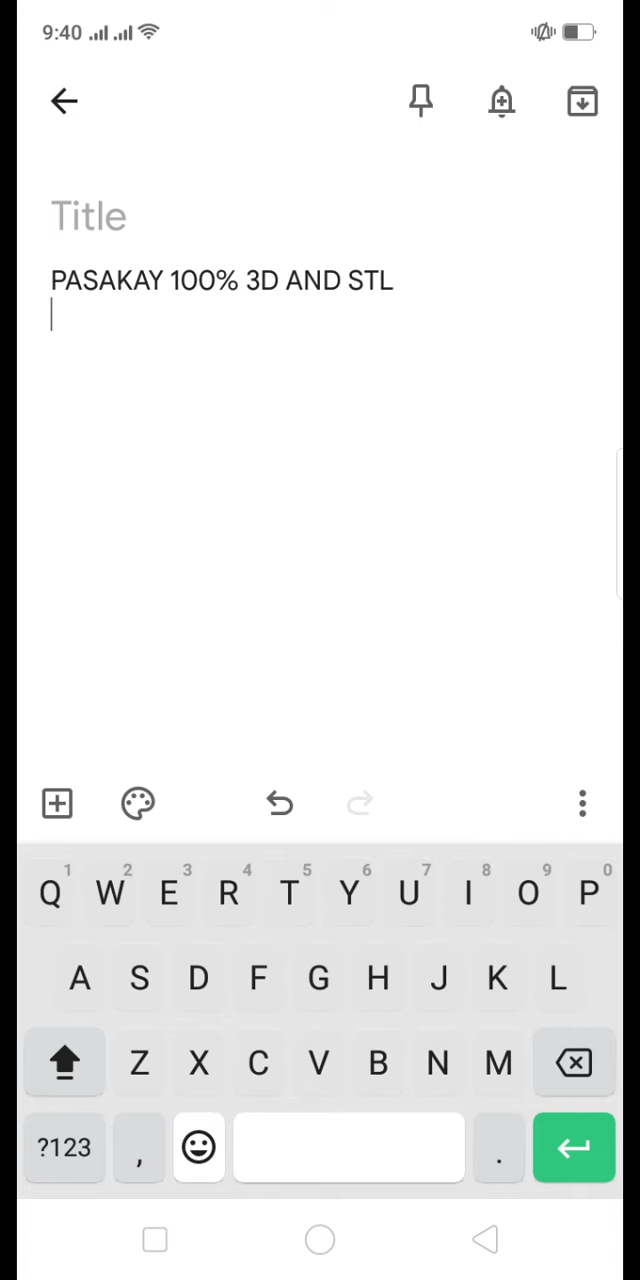 9:40
Title
PASAKAY 100% 3D AND STL
1 2 3 4 5 6 7 8 9 0
Q W E R T Y U I O P
A S D F G H J K L
Z X C V B N M
?123 , .